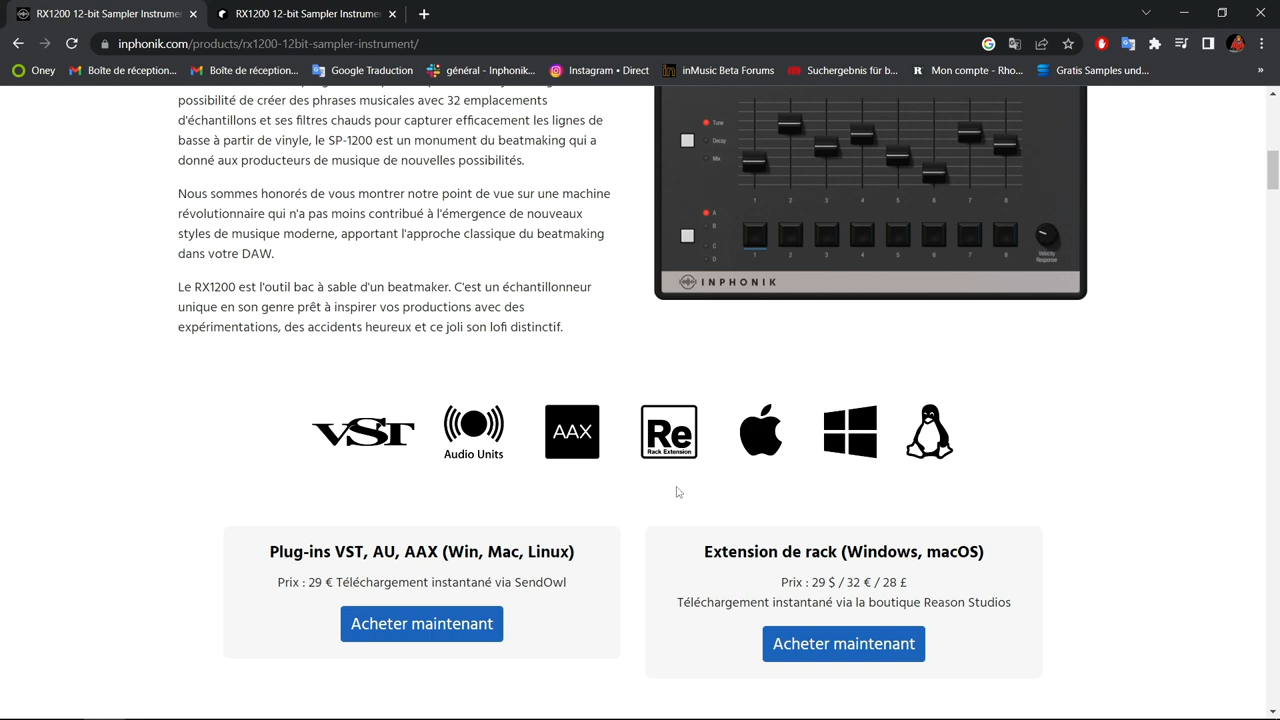 RX1200 12-bit Sampler Instrume
RX1200 12-bit Sampler Instrume
inphonik.com/products/rx1200-12bit-sampler-instrument/
Oney
Boîte de réception...
Boîte de réception...
Google Traduction
général - Inphonik...
Instagram • Direct
inMusic Beta Forum
Suchergebnis für b...
Mon compte - Rho...
Gratis Samples und...
»
possibilité de créer des phrases musicales avec 32 emplacements
d'échantillons et ses filtres chauds pour capturer efficacement les lignes de
basse à partir de vinyle, le SP-1200 est un monument du beatmaking qui a
donné aux producteurs de musique de nouvelles possibilités.
Nous sommes honorés de vous montrer notre point de vue sur une machine
révolutionnaire qui n'a pas moins contribué à l'émergence de nouveaux
styles de musique moderne, apportant l'approche classique du beatmaking
dans votre DAW.
Le RX1200 est l'outil bac à sable d'un beatmaker. C'est un échantillonneur
unique en son genre prêt à inspirer vos productions avec des
expérimentations, des accidents heureux et ce joli son lofi distinctif.
Tune
Decay
Mix
1 2 3 4 5 6 7 8
A
B
C
D
1 2 3 4 5 6 7 8
Velocity
Response
INPHONIK
VST
Audio Units
AAX
Re
Rack Extension
Plug-ins VST, AU, AAX (Win, Mac, Linux)
Prix : 29 € Téléchargement instantané via SendOwl
Acheter maintenant
Extension de rack (Windows, macOS)
Prix : 29 $ / 32 € / 28 £
Téléchargement instantané via la boutique Reason Studios
Acheter maintenant